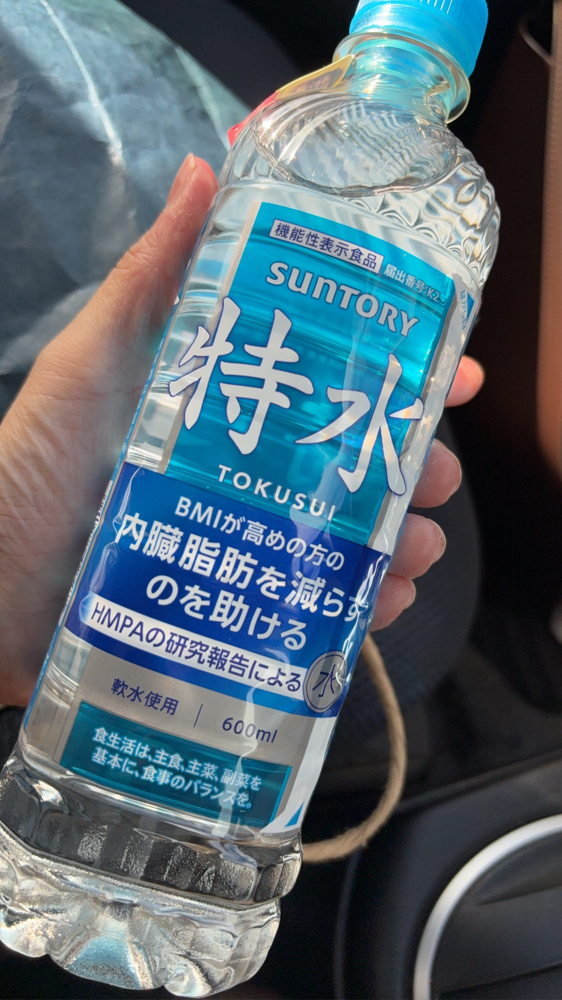 機能性表示食品 届出番号:K2
SUNTORY
特水
TOKUSUI
BMIが高めの方の
内臓脂肪を減らす
のを助ける
HMPAの研究報告による 水
軟水使用 | 600ml
食生活は、主食、主菜、副菜を
基本に、食事のバランスを。